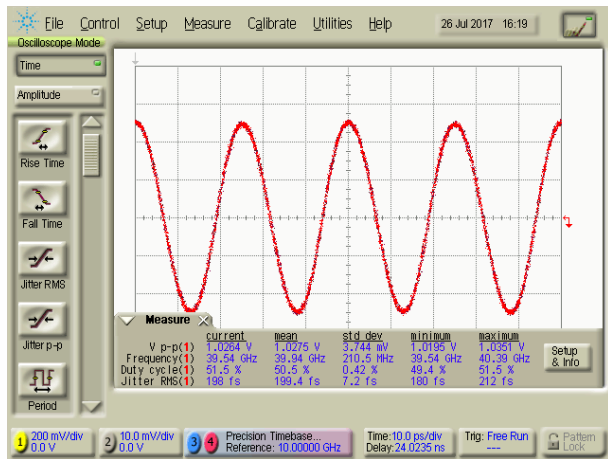 File Control Setup Measure Calibrate Utilities Help 26 Jul 2017 16:19
Oscilloscope Mode
Time
Amplitude
Rise Time
Fall Time
Jitter RMS
Jitter p-p
Period
Measure
current mean std dev minimum maximum
V p-p(1) 1.0264 V 1.0275 V 3.744 mV 1.0195 V 1.0351 V
Frequency(1) 39.54 GHz 39.94 GHz 210.5 MHz 39.54 GHz 40.39 GHz
Duty cycle(1) 51.5 % 50.5 % 0.42 % 49.4 % 51.5 %
Jitter RMS(1) 198 fs 199.4 fs 7.2 fs 180 fs 212 fs
Setup
& Info
1 200 mV/div
0.0 V
2 10.0 mV/div
0.0 V
3 4 Precision Timebase...
Reference: 10.00000 GHz
Time:10.0 ps/div
Delay:24.0235 ns
Trig: Free Run
---
Pattern
Lock